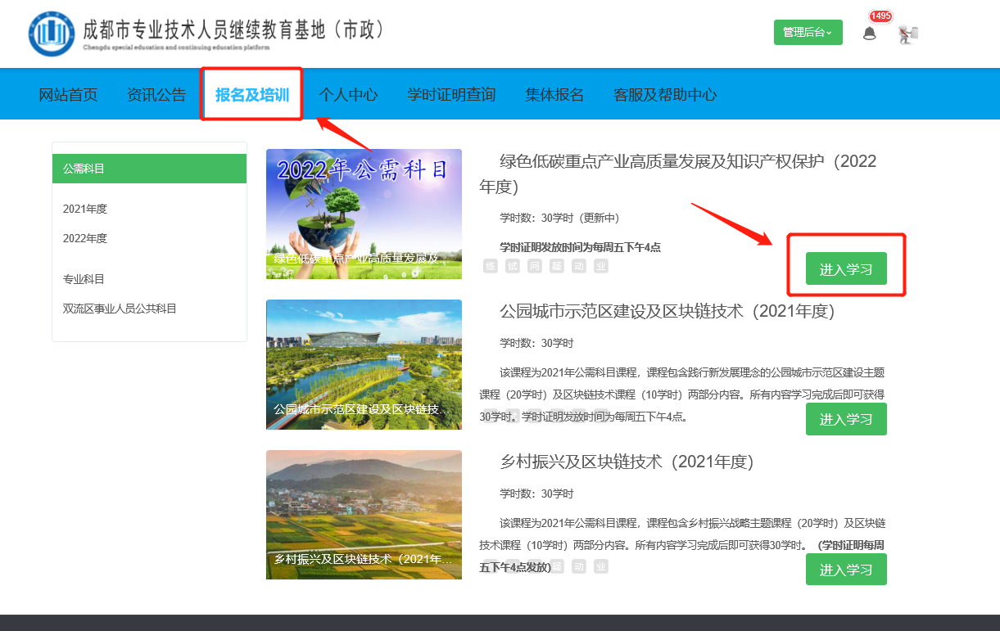 成都市专业技术人员继续教育基地（市政）
Chengdu special education and continuing education platform
管理后台
1495
网站首页 资讯公告 报名及培训 个人中心 学时证明查询 集体报名 客服及帮助中心
公需科目
2021年度
2022年度
专业科目
双流区事业人员公共科目
2022年公需科目
绿色低碳重点产业高质量发展及...
绿色低碳重点产业高质量发展及知识产权保护（2022
年度）
学时数：30学时（更新中）
学时证明发放时间为每周五下午4点
练 试 问 疑 动 业
进入学习
公园城市示范区建设及区块链技...
公园城市示范区建设及区块链技术（2021年度）
学时数：30学时
该课程为2021年公需科目课程，课程包含践行新发展理念的公园城市示范区建设主题
课程（20学时）及区块链技术课程（10学时）两部分内容。所有内容学习完成后即可获得
30学时。学时证明发放时间为每周五下午4点。
进入学习
乡村振兴及区块链技术（2021年...
乡村振兴及区块链技术（2021年度）
学时数：30学时
该课程为2021年公需科目课程，课程包含乡村振兴战略主题课程（20学时）及区块链
技术课程（10学时）两部分内容。所有内容学习完成后即可获得30学时。（学时证明每周
五下午4点发放）
疑 动 业
进入学习